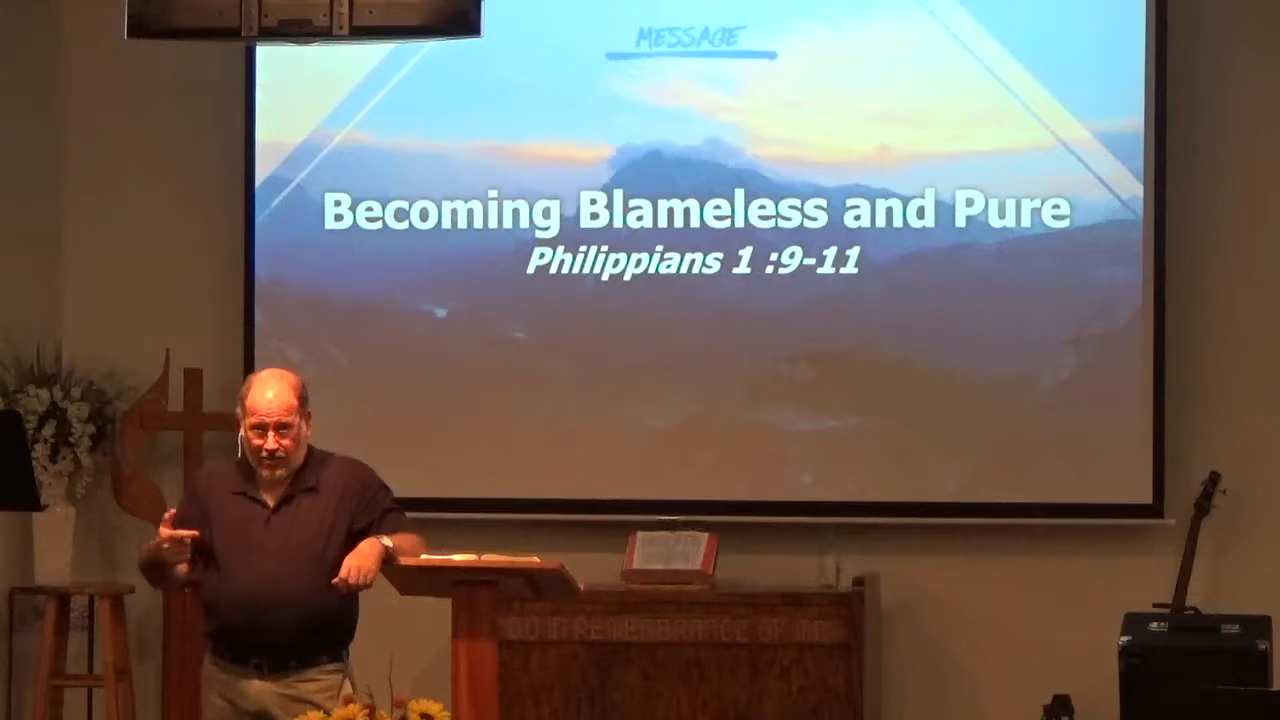 MESSAGE
Becoming Blameless and Pure
Philippians 1 :9-11
DO IN REMEMBRANCE OF ME